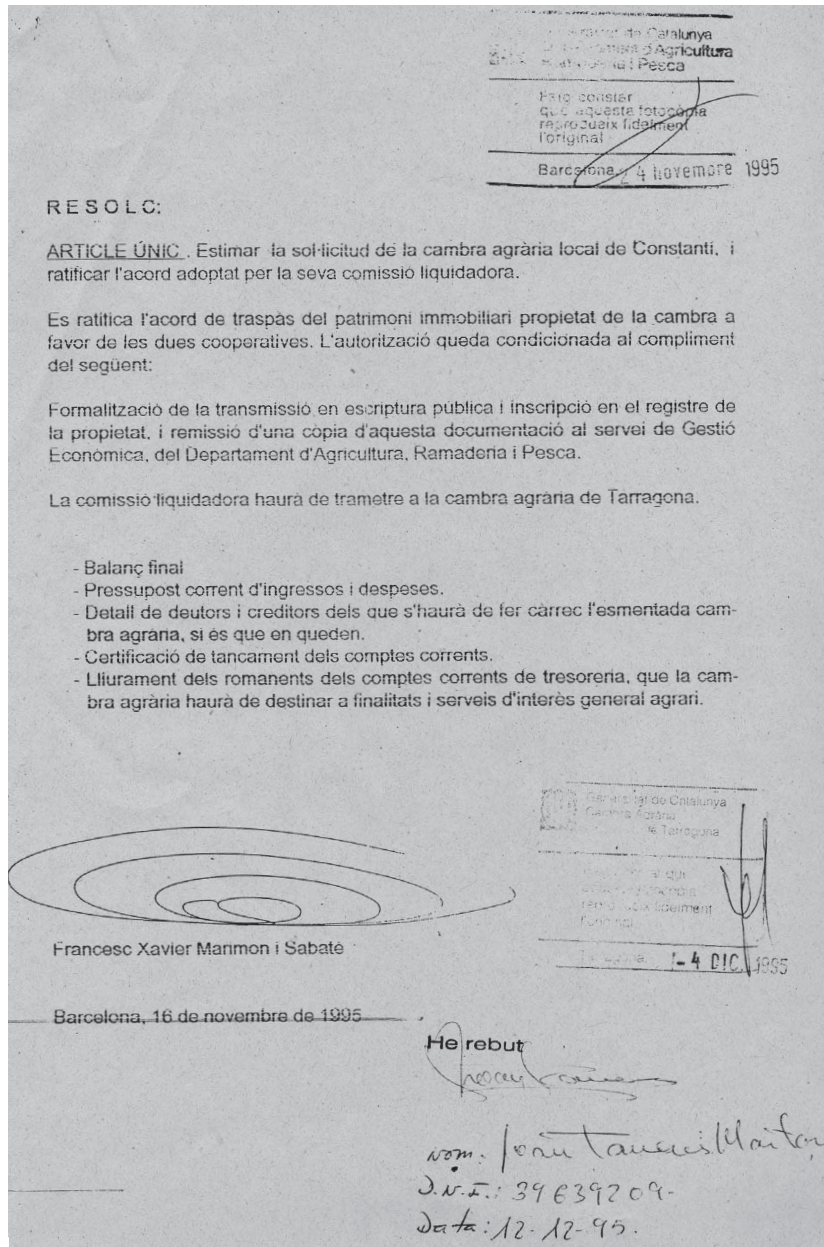 de Catalunya
d'Agricultura
i Pesca
Faig constar
que aquesta fotocòpia
reprodueix fidelment
l'original
Barcelona, 24 novembre 1995
RESOLC:
ARTICLE ÚNIC . Estimar la sol·licitud de la cambra agrària local de Constantí, i
ratificar l'acord adoptat per la seva comissió liquidadora.
Es ratifica l'acord de traspàs del patrimoni immobiliari propietat de la cambra a
favor de les dues cooperatives. L'autorització queda condicionada al compliment
del següent:
Formalització de la transmissió en escriptura pública i inscripció en el registre de
la propietat, i remissió d'una còpia d'aquesta documentació al servei de Gestió
Econòmica, del Departament d'Agricultura, Ramaderia i Pesca.
La comissió liquidadora haurà de trametre a la cambra agrària de Tarragona.
- Balanç final
- Pressupost corrent d'ingressos i despeses.
- Detall de deutors i creditors dels que s'haurà de fer càrrec l'esmentada cam-
bra agrària, si és que en queden.
- Certificació de tancament dels comptes corrents.
- Lliurament dels romanents dels comptes corrents de tresoreria, que la cam-
bra agrària haurà de destinar a finalitats i serveis d'interès general agrari.
Generalitat de Catalunya
Cambra Agrària
de Tarragona
reprodueix fidelment
l'original
- 4 DIC. 1995
Francesc Xavier Marimon i Sabaté
Barcelona, 16 de novembre de 1995
He rebut
Nom: Joan
D.N.I.: 39639209-
Data: 12-12-95.